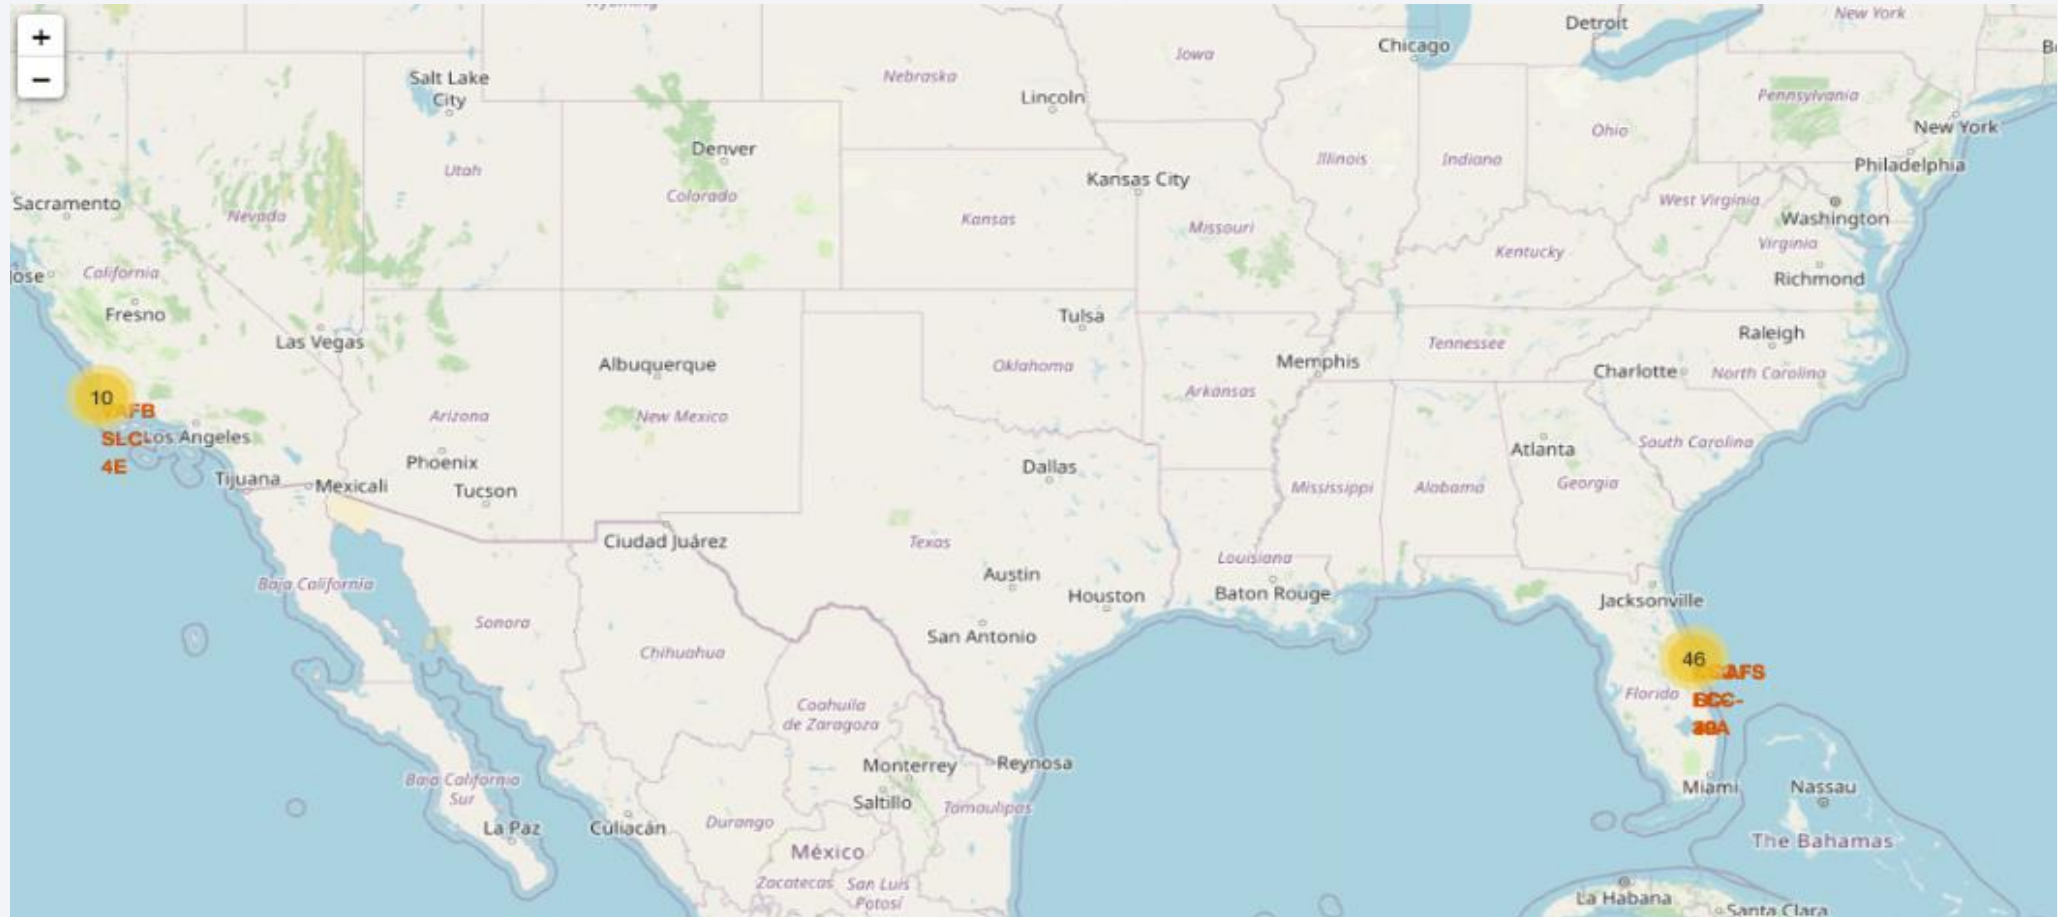 +
−
Wyoming
Detroit
New York
Chicago
Iowa
Salt Lake
City
Nebraska
Lincoln
Pennsylvania
New York
Ohio
Denver
Illinois
Indiana
Philadelphia
Utah
Kansas City
Colorado
West Virginia
Sacramento
Nevada
Kansas
Missouri
Washington
Kentucky
Virginia
California
Richmond
Fresno
Tulsa
Las Vegas
Tennessee
Raleigh
Albuquerque
Oklahoma
Memphis
Charlotte
North Carolina
10
Arkansas
AFB
Arizona
New Mexico
SLC-
Los Angeles
South Carolina
Atlanta
4E
Phoenix
Dallas
Tijuana
Mexicali
Tucson
Mississippi
Alabama
Georgia
Ciudad Juárez
Texas
Louisiana
Baja California
Austin
Houston
Baton Rouge
Jacksonville
Sonora
San Antonio
Chihuahua
46
AFS
Florida
Coahuila
de Zaragoza
Monterrey
Reynosa
Baja California
Sur
Miami
Nassau
Saltillo
Tamaulipas
La Paz
Culiacán
Durango
The Bahamas
México
Zacatecas
San Luis
Potosí
La Habana
Santa Clara